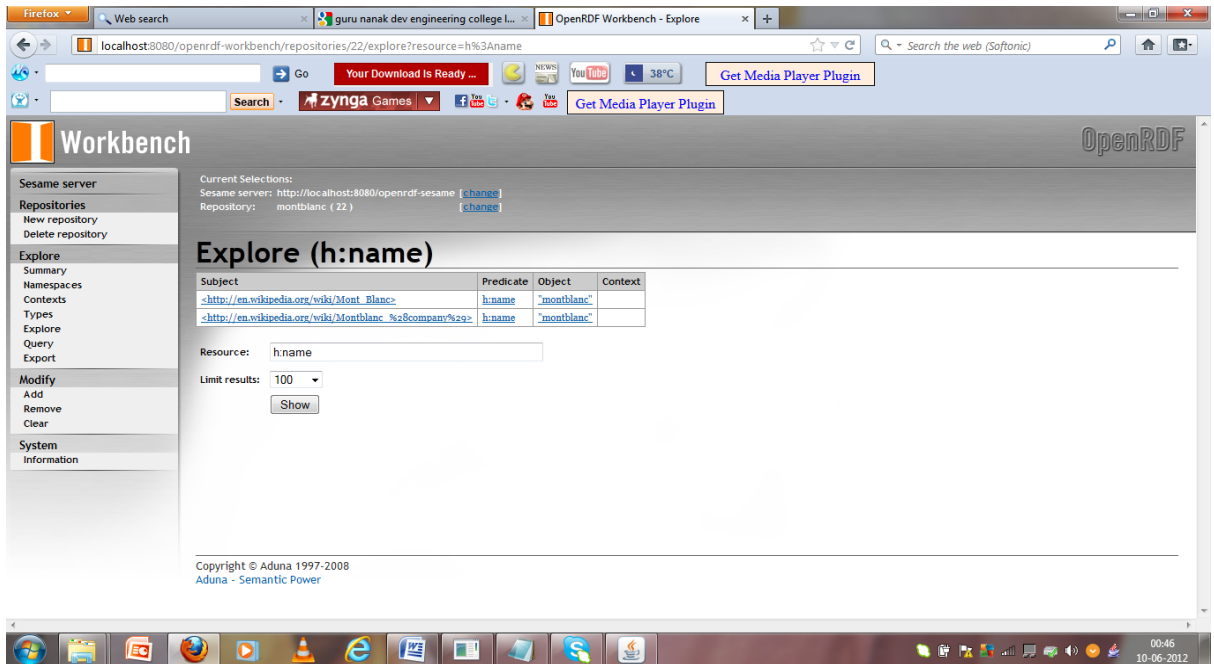 Firefox
Web search
guru nanak dev engineering college l...
OpenRDF Workbench - Explore
localhost:8080/openrdf-workbench/repositories/22/explore?resource=h%3Aname
Search the web (Softonic)
Go
Your Download Is Ready ...
NEWS
YouTube
38°C
Get Media Player Plugin
Search
zynga Games
You Tube
You Tube
Get Media Player Plugin
Workbench
OpenRDF
Sesame server
Repositories
New repository
Delete repository
Explore
Summary
Namespaces
Contexts
Types
Explore
Query
Export
Modify
Add
Remove
Clear
System
Information
Current Selections:
Sesame server: http://localhost:8080/openrdf-sesame [change]
Repository: montblanc ( 22 ) [change]
Explore (h:name)
Subject Predicate Object Context
<http://en.wikipedia.org/wiki/Mont_Blanc> h:name "montblanc"
<http://en.wikipedia.org/wiki/Montblanc_%28company%29> h:name "montblanc"
Resource: h:name
Limit results: 100
Show
Copyright © Aduna 1997-2008
Aduna - Semantic Power
00:46
10-06-2012